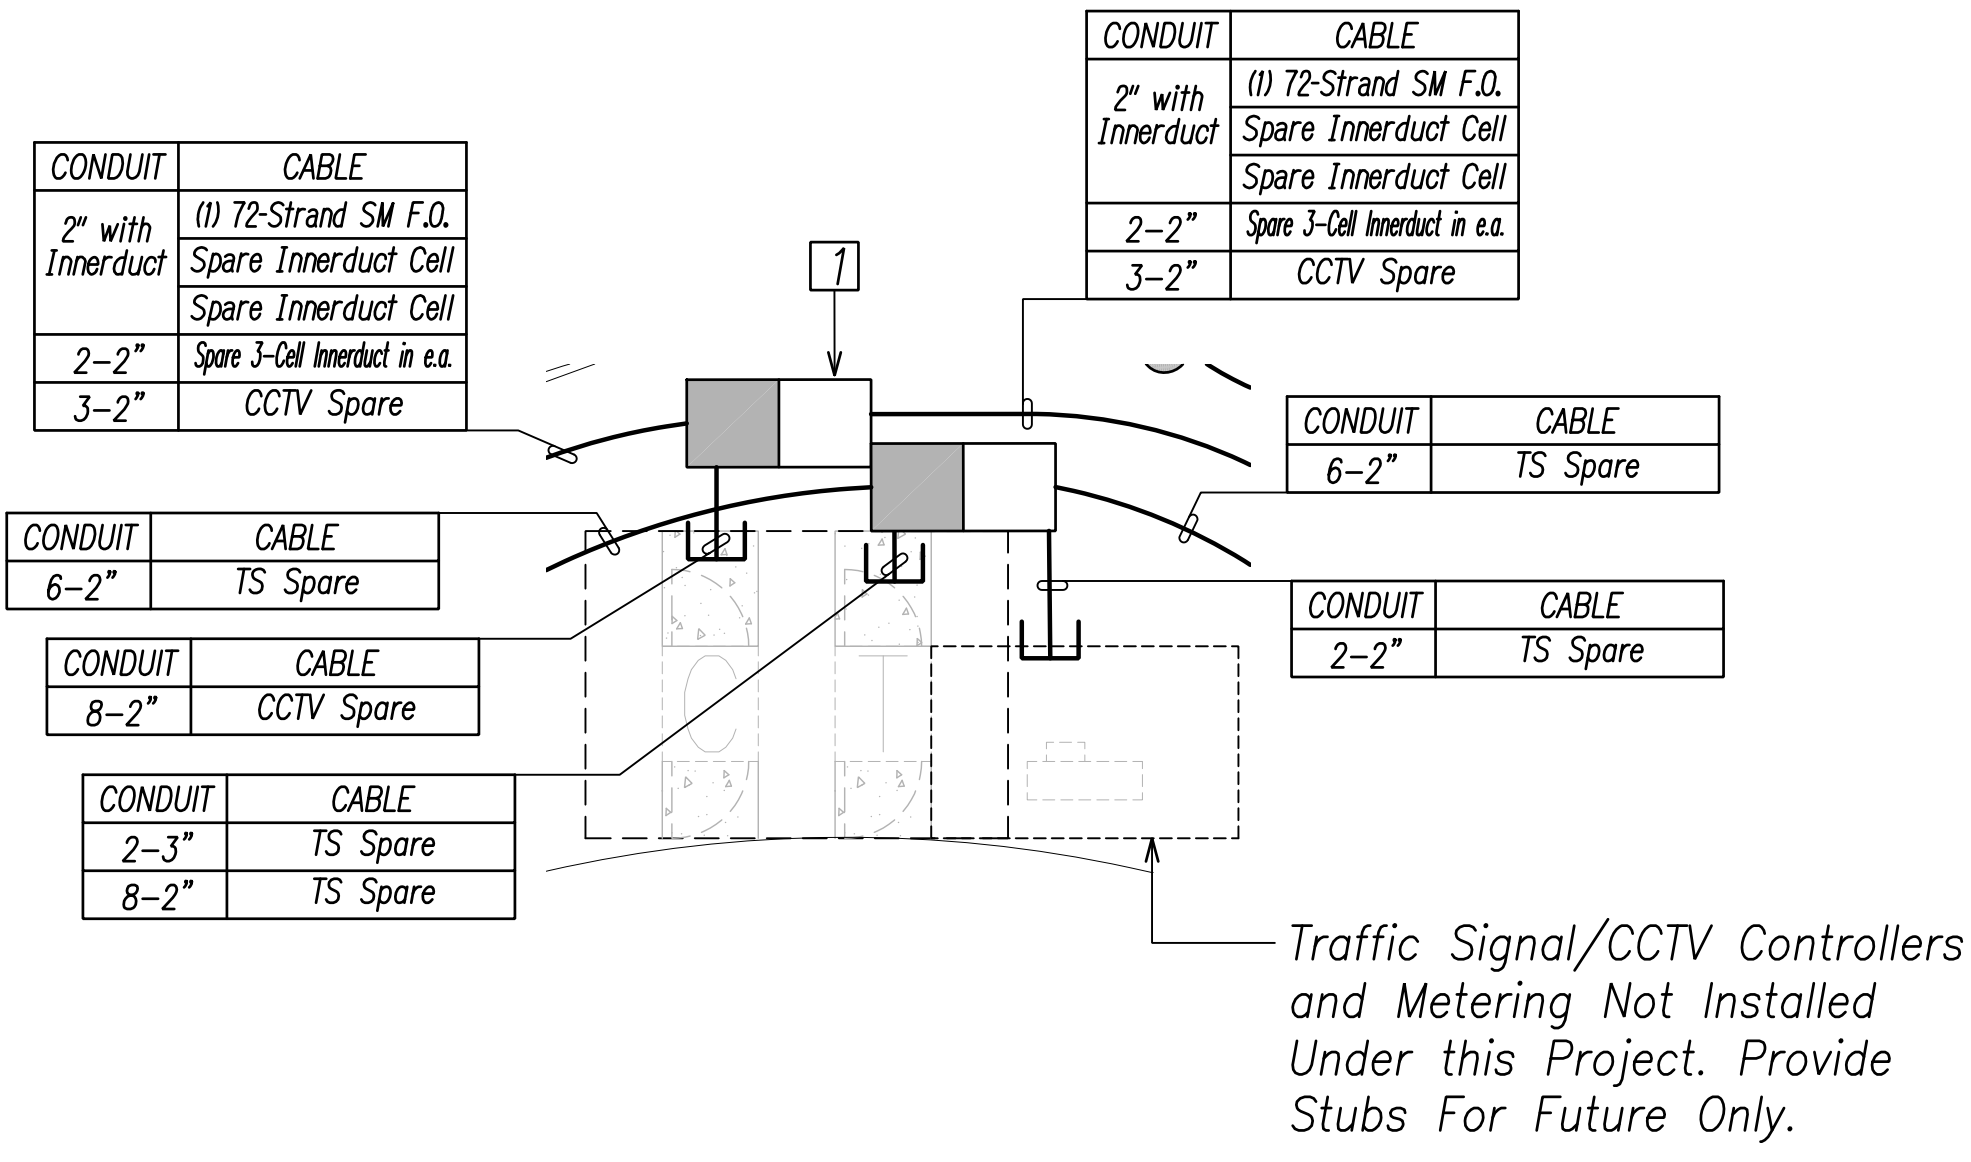 CONDUIT CABLE
2" with Innerduct (1) 72-Strand SM F.O.
Spare Innerduct Cell
Spare Innerduct Cell
2-2" Spare 3-Cell Innerduct in e.a.
3-2" CCTV Spare
CONDUIT CABLE
2" with Innerduct (1) 72-Strand SM F.O.
Spare Innerduct Cell
Spare Innerduct Cell
2-2" Spare 3-Cell Innerduct in e.a.
3-2" CCTV Spare
1
CONDUIT CABLE
6-2" TS Spare
CONDUIT CABLE
6-2" TS Spare
CONDUIT CABLE
2-2" TS Spare
CONDUIT CABLE
8-2" CCTV Spare
CONDUIT CABLE
2-3" TS Spare
8-2" TS Spare
C T
Traffic Signal/CCTV Controllers
and Metering Not Installed
Under this Project. Provide
Stubs For Future Only.